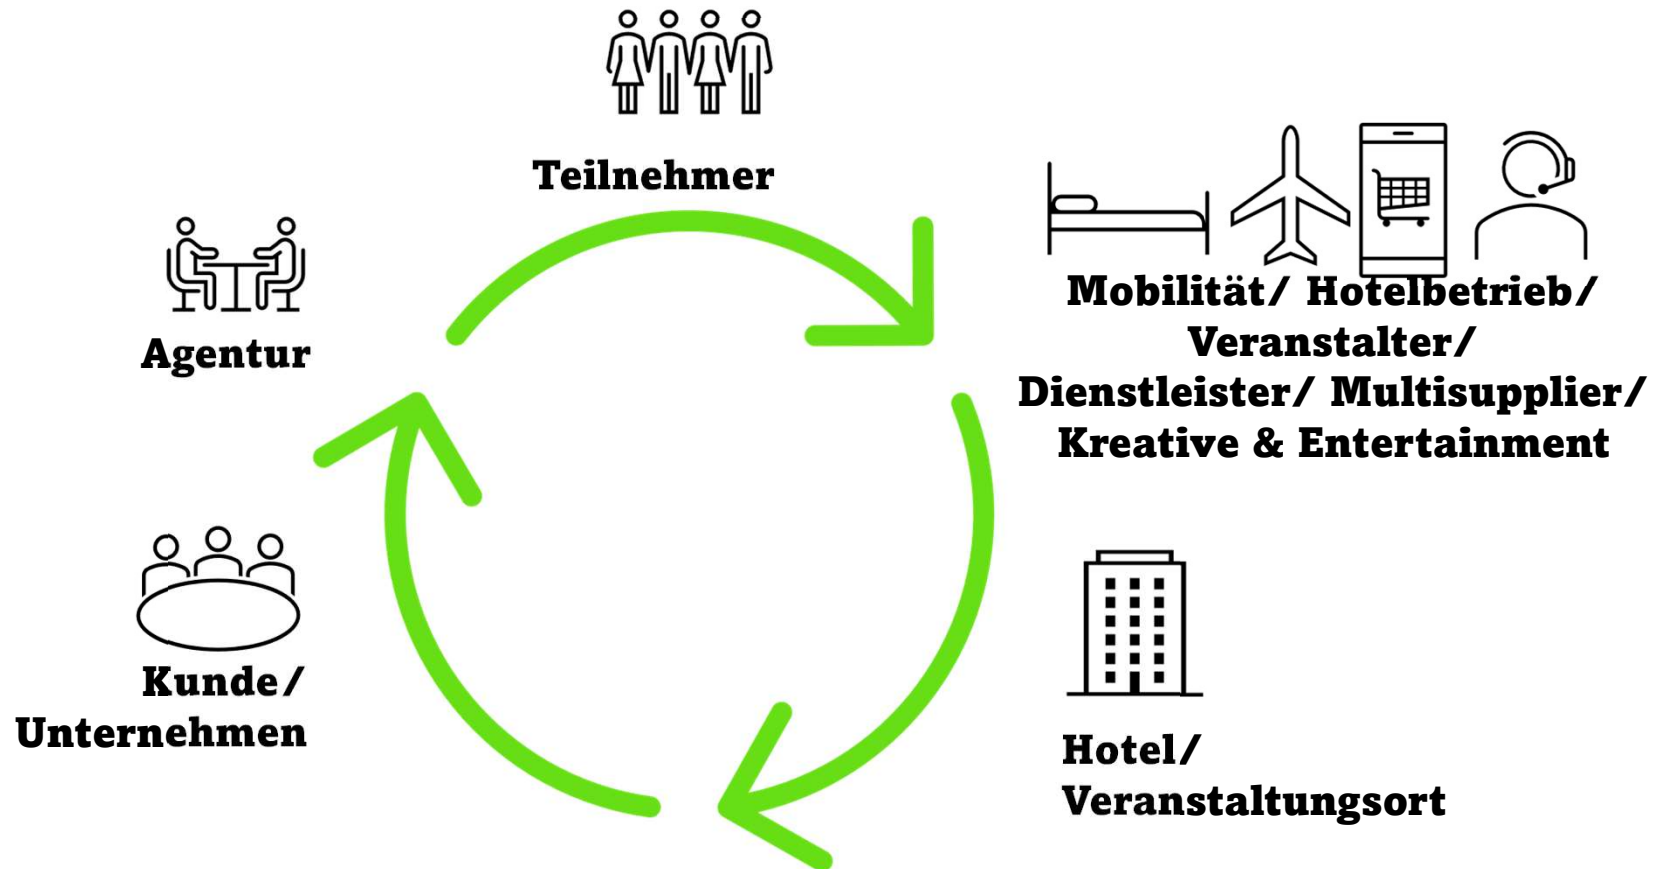 Teilnehmer
Agentur
Mobilität/ Hotelbetrieb/
Veranstalter/
Dienstleister/ Multisupplier/
Kreative & Entertainment
Kunde/
Unternehmen
Hotel/
Veranstaltungsort